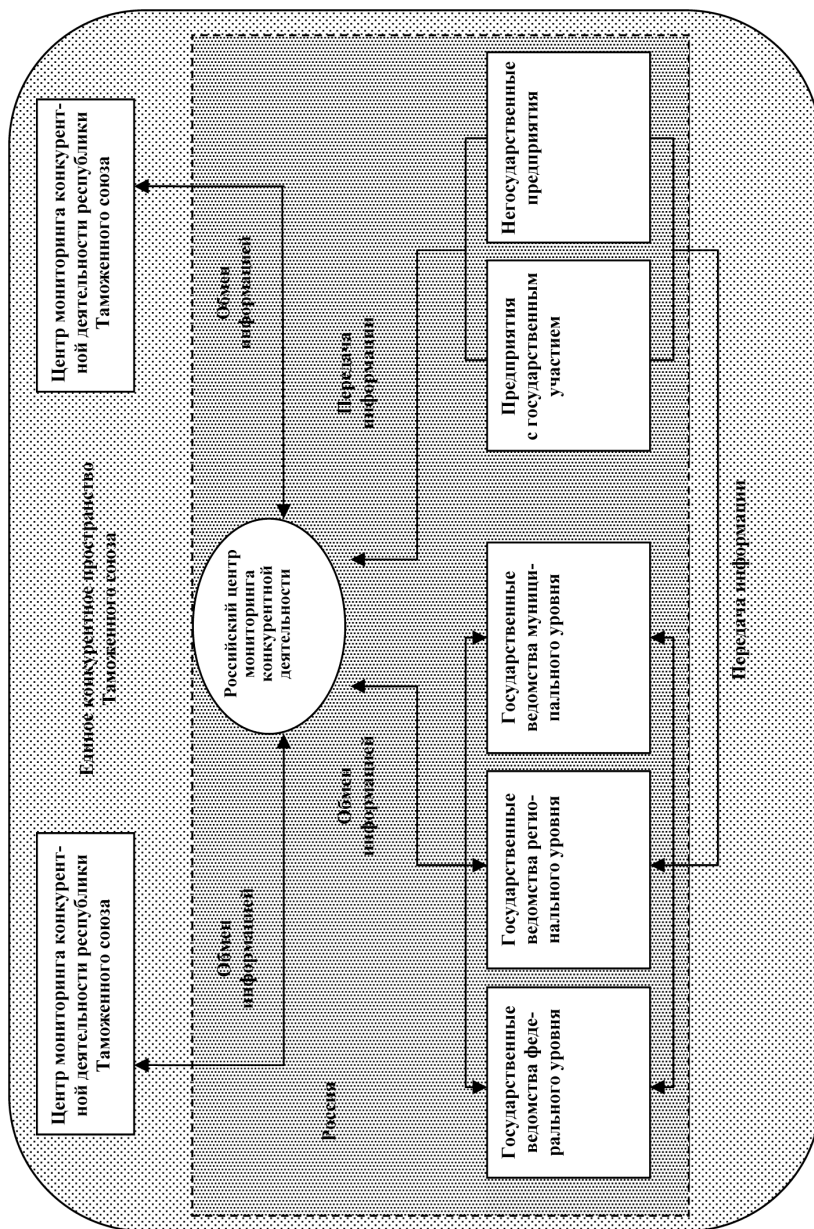 Центр мониторинга конкурент-
ной деятельности республики
Таможенного союза
Единое конкурентное пространство
Таможенного союза
Центр мониторинга конкурент-
ной деятельности республики
Таможенного союза
Обмен
информацией
Российский центр
мониторинга
конкурентной
деятельности
Обмен
информацией
Россия
Обмен
информацией
Передача
информации
Государственные
ведомства феде-
рального уровня
Государственные
ведомства регио-
нального уровня
Государственные
ведомства муници-
пального уровня
Предприятия
с государственным
участием
Негосударственные
предприятия
Передача информации